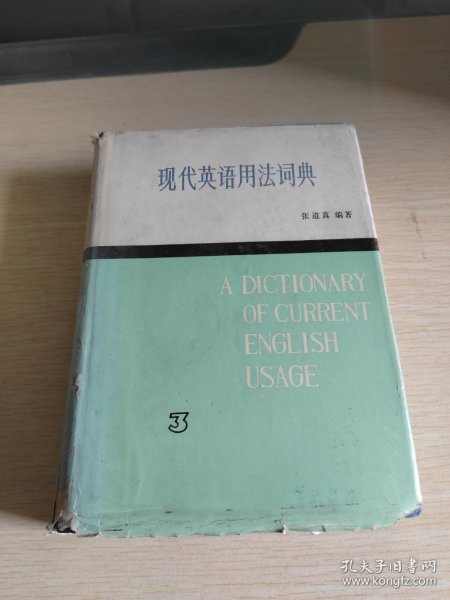 现代英语用法词典
张道真 编著
A DICTIONARY
OF CURRENT
ENGLISH
USAGE
3
孔夫子旧书网
www.kongfz.com